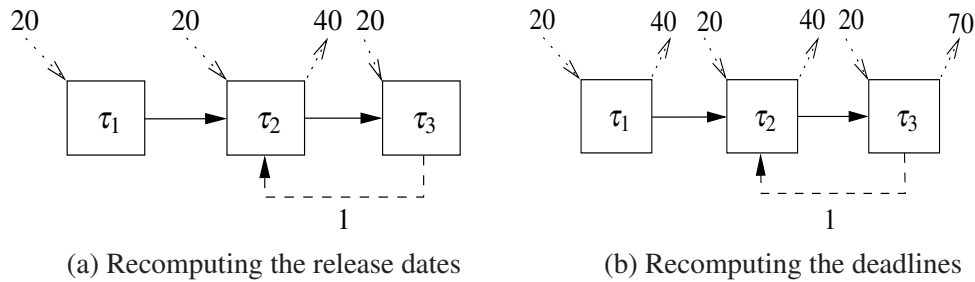 20 20 40 20 20 40 20 40 20 70
τ1 τ2 τ3 τ1 τ2 τ3
1 1
(a) Recomputing the release dates (b) Recomputing the deadlines